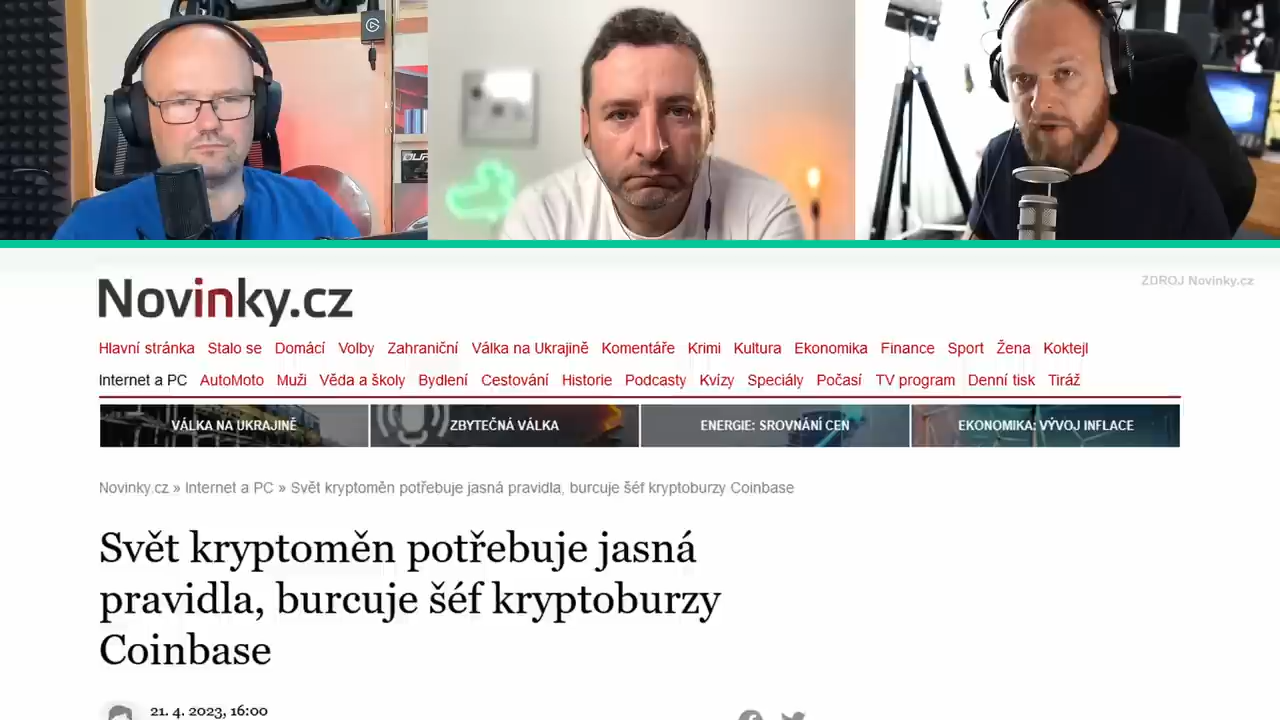 Novinky.cz
ZDROJ Novinky.cz
Hlavní stránka Stalo se Domácí Volby Zahraniční Válka na Ukrajině Komentáře Krimi Kultura Ekonomika Finance Sport Žena Koktejl
Internet a PC AutoMoto Muži Věda a školy Bydlení Cestování Historie Podcasty Kvízy Speciály Počasí TV program Denní tisk Tiráž
VÁLKA NA UKRAJINĚ ZBYTEČNÁ VÁLKA ENERGIE: SROVNÁNÍ CEN EKONOMIKA: VÝVOJ INFLACE
Novinky.cz » Internet a PC » Svět kryptoměn potřebuje jasná pravidla, burcuje šéf kryptoburzy Coinbase
Svět kryptoměn potřebuje jasná
pravidla, burcuje šéf kryptoburzy
Coinbase
21. 4. 2023, 16:00